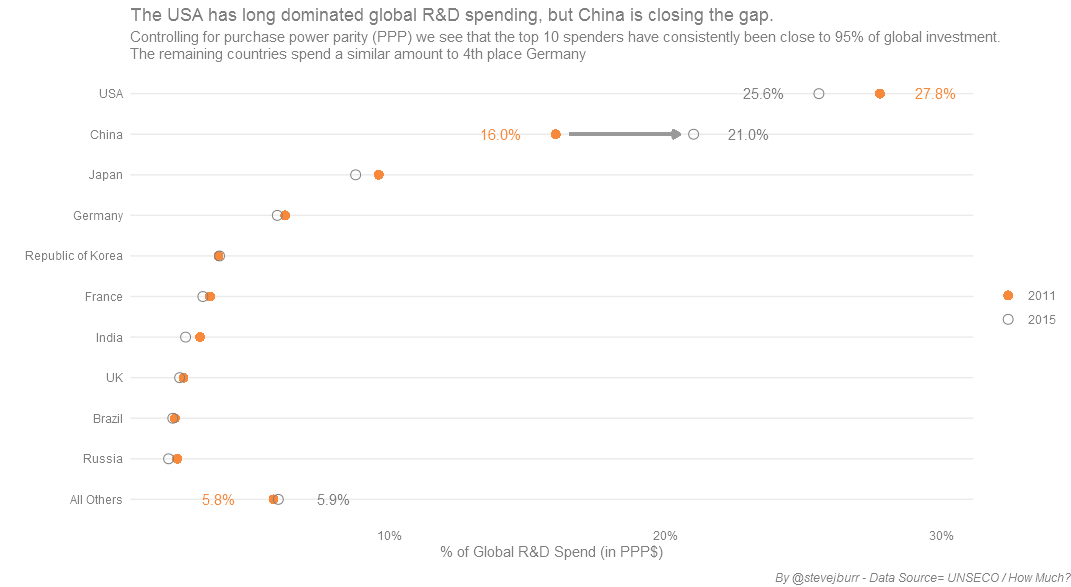 The USA has long dominated global R&D spending, but China is closing the gap.
Controlling for purchase power parity (PPP) we see that the top 10 spenders have consistently been close to 95% of global investment.
The remaining countries spend a similar amount to 4th place Germany
USA 25.6% 27.8%
China 16.0% 21.0%
Japan
Germany
Republic of Korea
France
2011
India
2015
UK
Brazil
Russia
All Others 5.8% 5.9%
10% 20% 30%
% of Global R&D Spend (in PPP$)
By @stevejburr - Data Source= UNSECO / How Much?